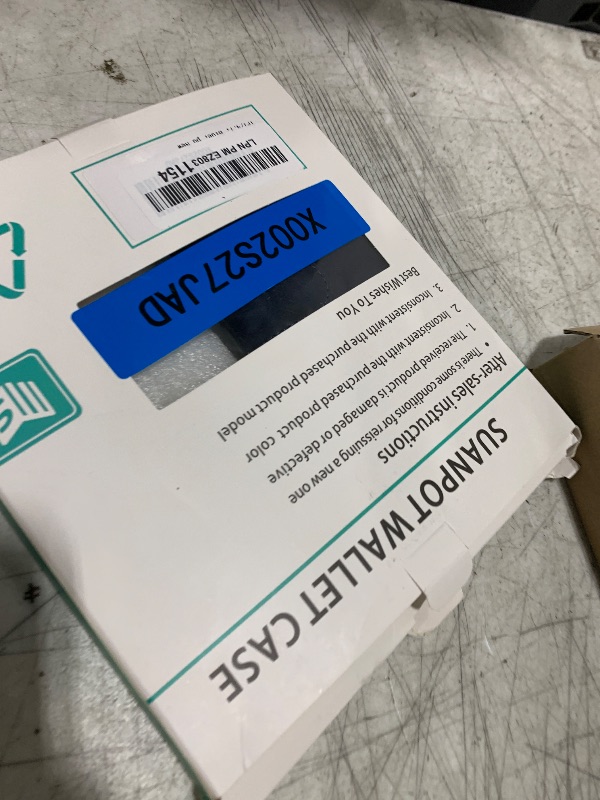 SUANPOT WALLET CASE
After-sales instructions
• There is some conditions for reissuing a new one
1. The received product is damaged or defective
2. Inconsistent with the purchased product color
3. Inconsistent with the purchased product model
Best Wishes To You
X002S27JAD
LPN PM EZ8031154